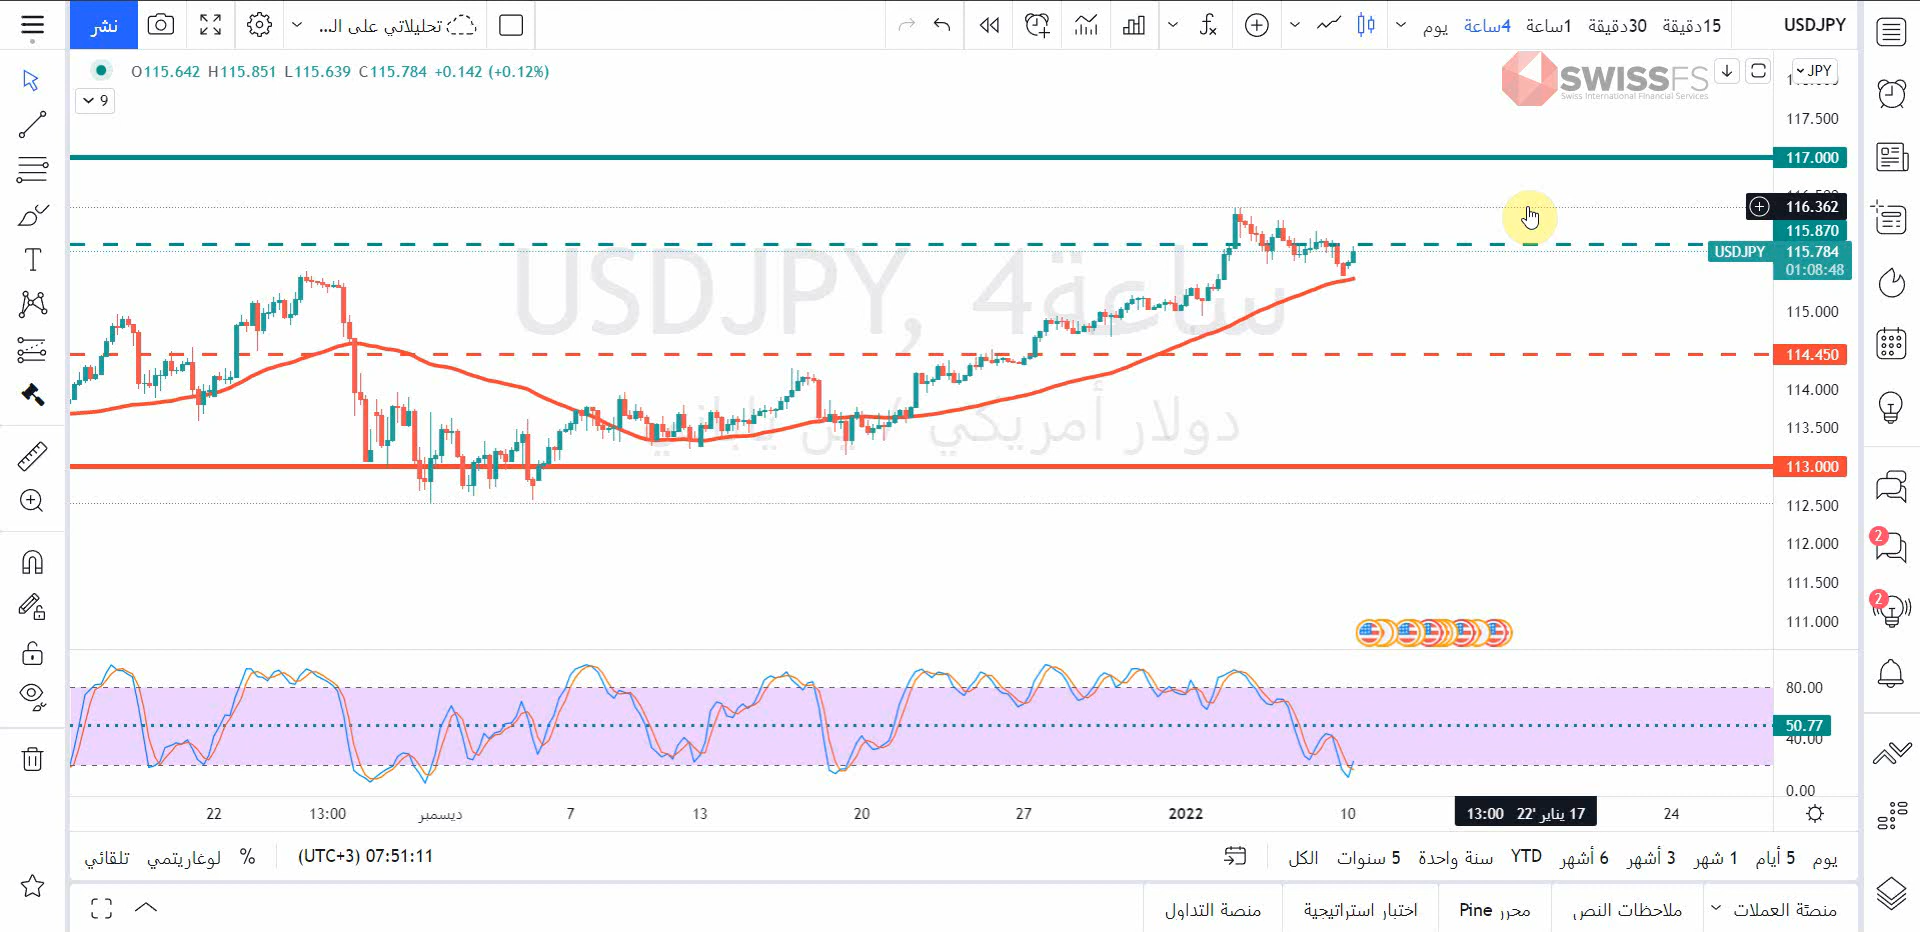 نشر
تحليلاتي على الـ...
يوم
4ساعة
1ساعة
30دقيقة
15دقيقة
USDJPY
O115.642 H115.851 L115.639 C115.784 +0.142 (+0.12%)
9
SWISSFS
Swiss International Financial Services
JPY
117.500
117.000
116.362
115.870
USDJPY 115.784
01:08:48
115.000
114.450
114.000
113.500
113.000
112.500
112.000
111.500
111.000
USDJPY, 4ساعة
دولار أمريكي / ين ياباني
80.00
50.77
40.00
0.00
22
13:00
ديسمبر
7
13
20
27
2022
10
17 يناير '22 13:00
24
تلقائي
لوغاريتمي
%
07:51:11 (UTC+3)
الكل
5 سنوات
سنة واحدة
YTD
6 أشهر
3 أشهر
1 شهر
5 أيام
يوم
منصة التداول
اختبار استراتيجية
محرر Pine
ملاحظات النص
منصّة العملات
2
2